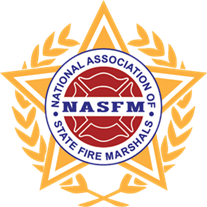 • NATIONAL ASSOCIATION OF •
NASFM
STATE FIRE MARSHALS